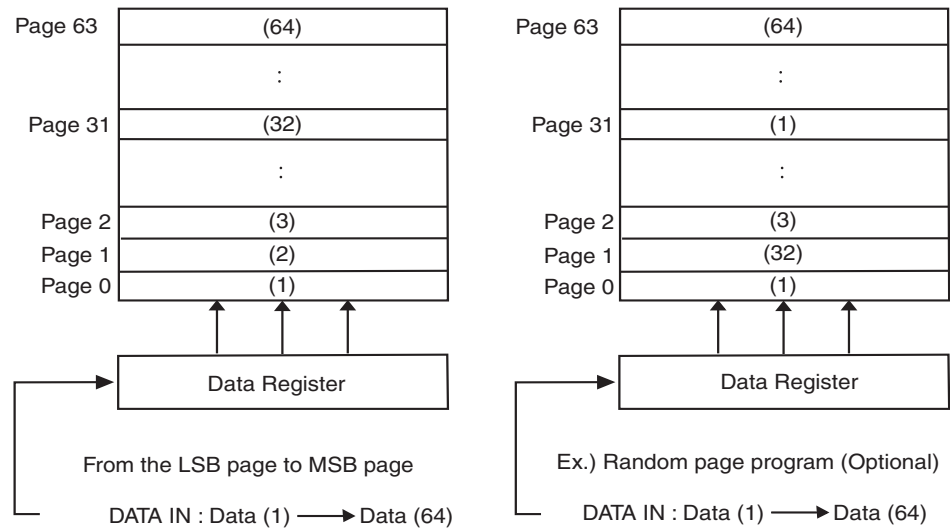 Page 63 (64)
:
Page 31 (32)
:
Page 2 (3)
Page 1 (2)
Page 0 (1)
Data Register
From the LSB page to MSB page
DATA IN : Data (1) → Data (64)
Page 63 (64)
:
Page 31 (1)
:
Page 2 (3)
Page 1 (32)
Page 0 (1)
Data Register
Ex.) Random page program (Optional)
DATA IN : Data (1) → Data (64)